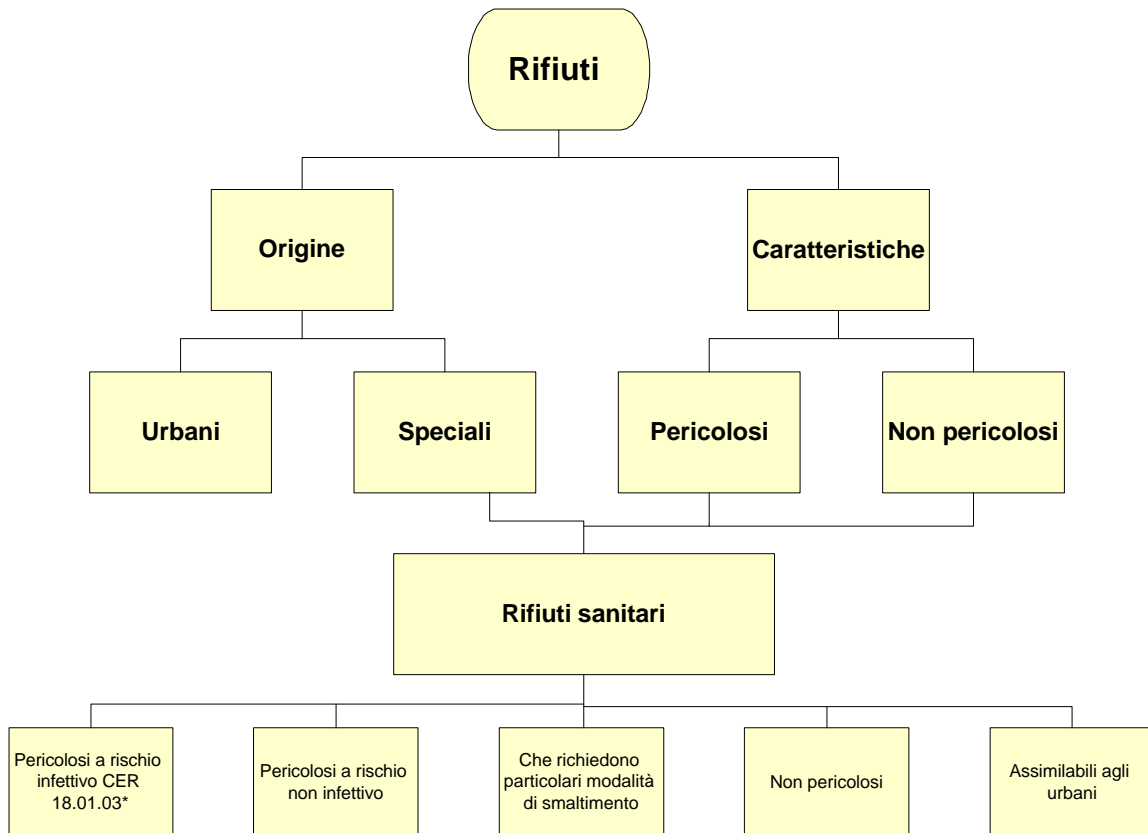 Rifiuti
Origine
Caratteristiche
Urbani
Speciali
Pericolosi
Non pericolosi
Rifiuti sanitari
Pericolosi a rischio
infettivo CER
18.01.03*
Pericolosi a rischio
non infettivo
Che richiedono
particolari modalità
di smaltimento
Non pericolosi
Assimilabili agli
urbani